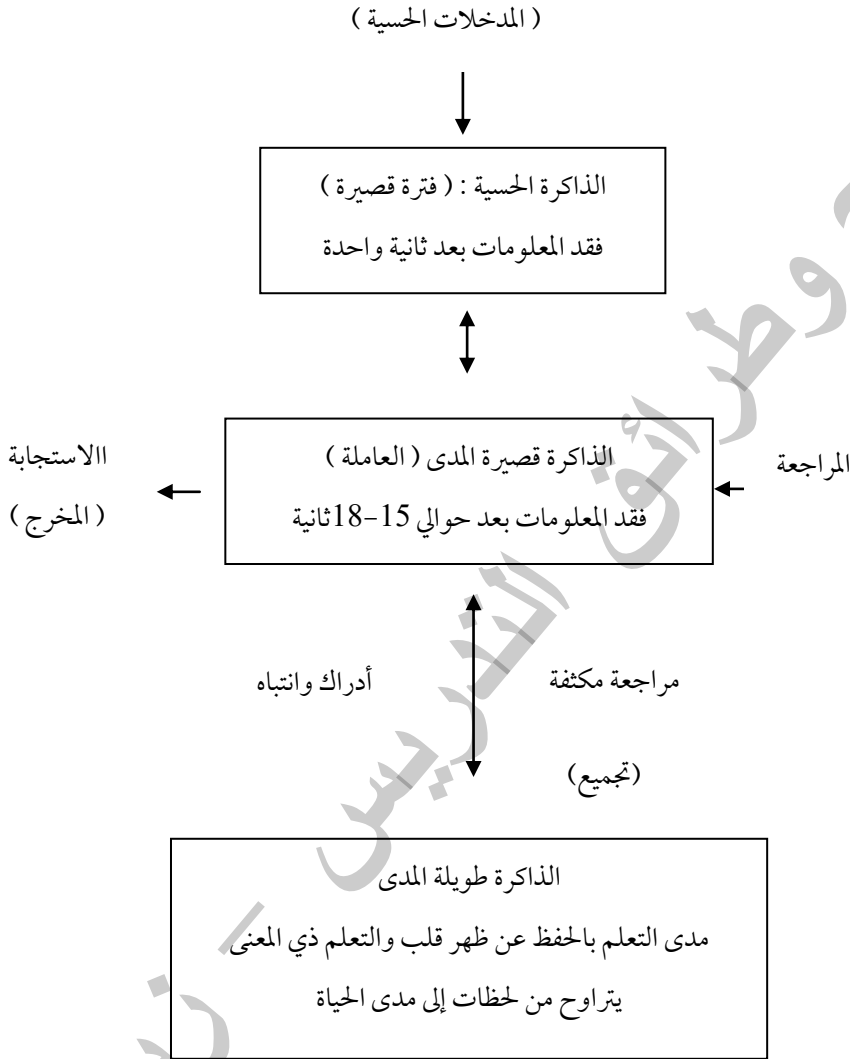 ( المدخلات الحسية )
الذاكرة الحسية : ( فترة قصيرة )
فقد المعلومات بعد ثانية واحدة
المراجعة
الذاكرة قصيرة المدى ( العاملة )
فقد المعلومات بعد حوالي 15-18ثانية
االاستجابة
( المخرج )
مراجعة مكثفة
أدراك وانتباه
(تجميع)
الذاكرة طويلة المدى
مدى التعلم بالحفظ عن ظهر قلب والتعلم ذي المعنى
يتراوح من لحظات إلى مدى الحياة
وطرائق التدريس –